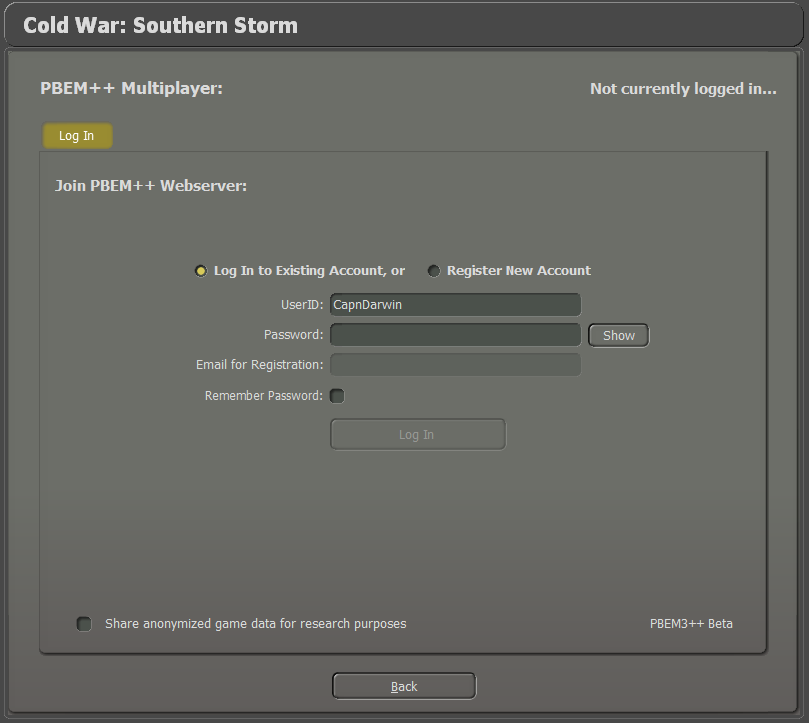 Cold War: Southern Storm
PBEM++ Multiplayer:
Not currently logged in...
Log In
Join PBEM++ Webserver:
Log In to Existing Account, or
Register New Account
UserID: CapnDarwin
Password:
Show
Email for Registration:
Remember Password:
Log In
Share anonymized game data for research purposes
PBEM3++ Beta
Back